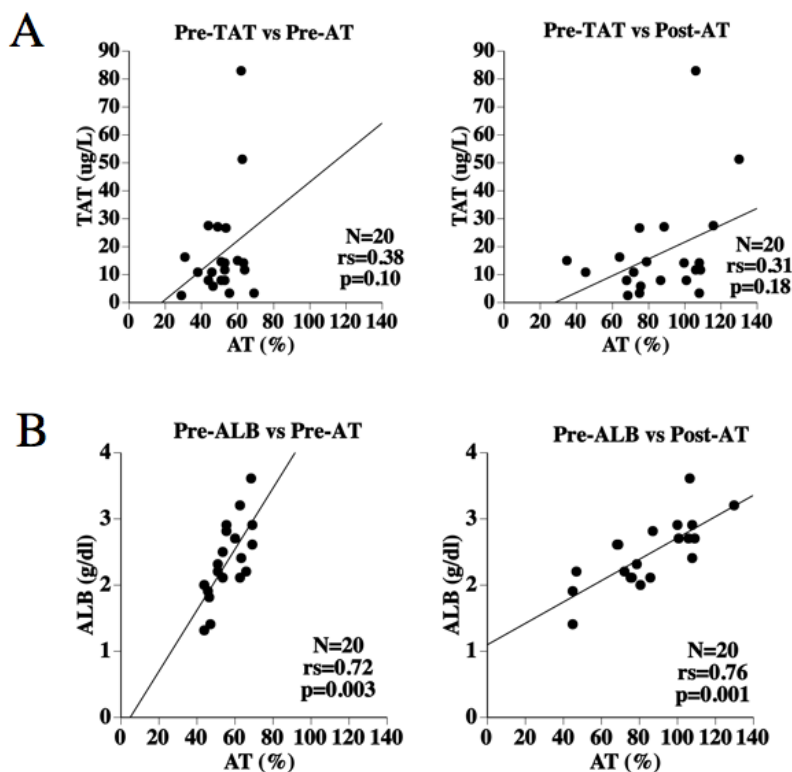 A
Pre-TAT vs Pre-AT
90
80
70
60
50
40
30
20
10
0
TAT (ug/L)
N=20
rs=0.38
p=0.10
0 20 40 60 80 100 120 140
AT (%)
Pre-TAT vs Post-AT
90
80
70
60
50
40
30
20
10
0
TAT (ug/L)
N=20
rs=0.31
p=0.18
0 20 40 60 80 100 120 140
AT (%)
B
Pre-ALB vs Pre-AT
4
3
2
1
0
ALB (g/dl)
N=20
rs=0.72
p=0.003
0 20 40 60 80 100 120 140
AT (%)
Pre-ALB vs Post-AT
4
3
2
1
0
ALB (g/dl)
N=20
rs=0.76
p=0.001
0 20 40 60 80 100 120 140
AT (%)